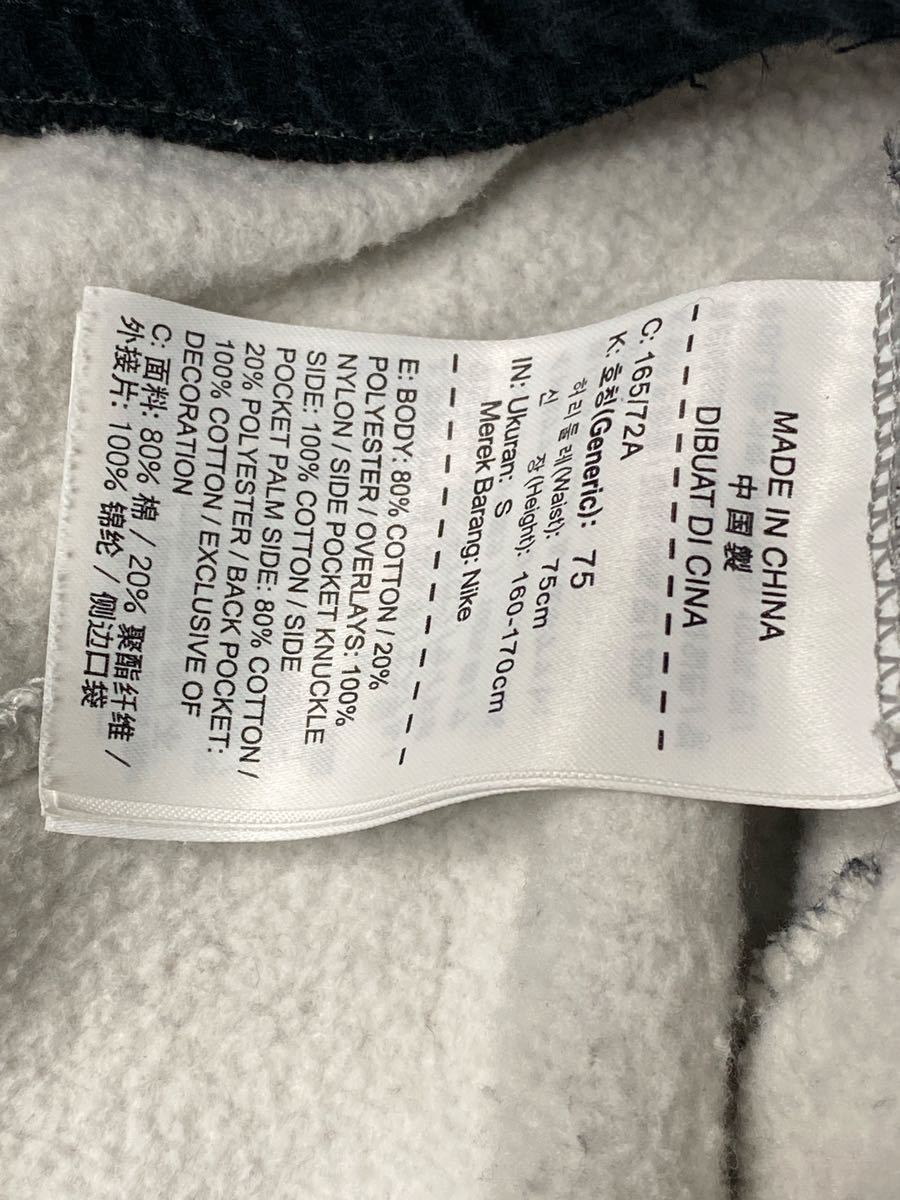 MADE IN CHINA
中国製
DIBUAT DI CINA
C: 165/72A
K: 호칭(Generic): 75
허리둘레(Waist): 75cm
신 장 (Height): 160-170cm
IN: Ukuran: S
Merek Barang: Nike
E: BODY: 80% COTTON / 20%
POLYESTER / OVERLAYS: 100%
NYLON / SIDE POCKET KNUCKLE
SIDE: 100% COTTON / SIDE
POCKET PALM SIDE: 80% COTTON /
20% POLYESTER / BACK POCKET:
100% COTTON / EXCLUSIVE OF
DECORATION
C: 面料: 80% 棉 / 20% 聚酯纤维 /
外接片: 100% 锦纶 / 侧边口袋